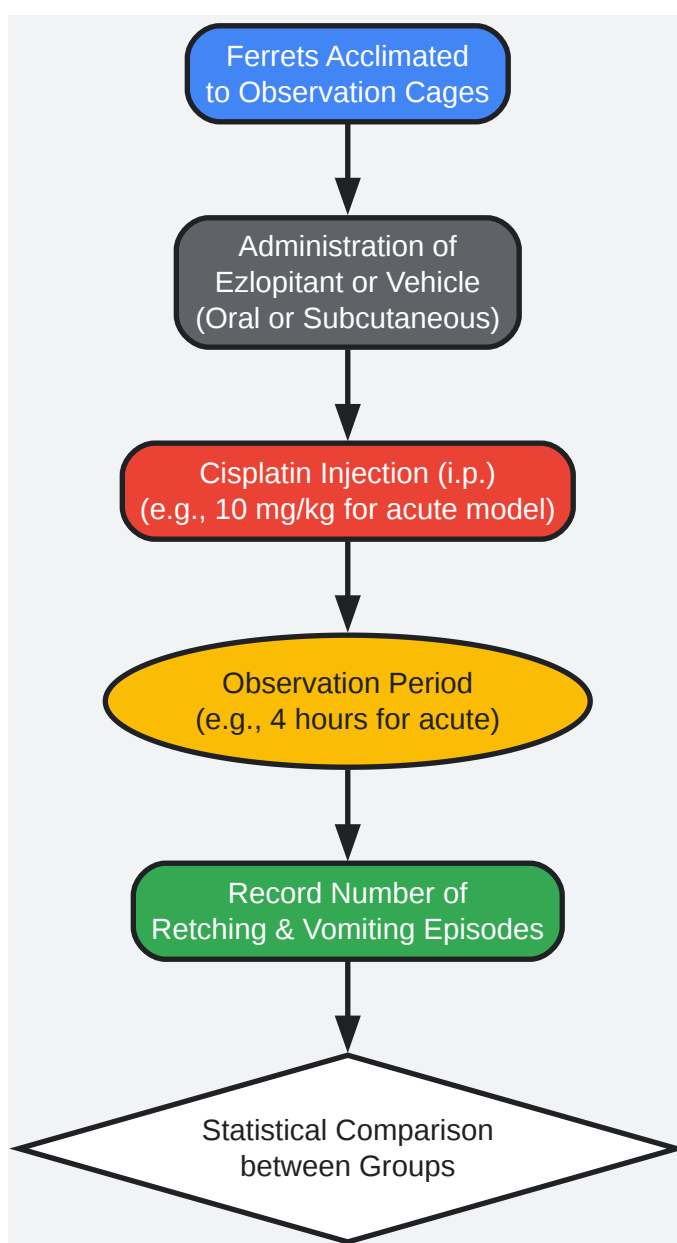 Ferrets Acclimated
to Observation Cages
Administration of
Ezlopitant or Vehicle
(Oral or Subcutaneous)
Cisplatin Injection (i.p.)
(e.g., 10 mg/kg for acute model)
Observation Period
(e.g., 4 hours for acute)
Record Number of
Retching & Vomiting Episodes
Statistical Comparison
between Groups